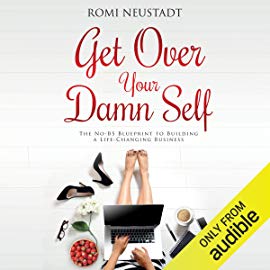 ROMI NEUSTADT
Get Over
Your
Damn Self
THE NO-BS BLUEPRINT TO BUILDING
A LIFE-CHANGING BUSINESS
ONLY FROM
audible